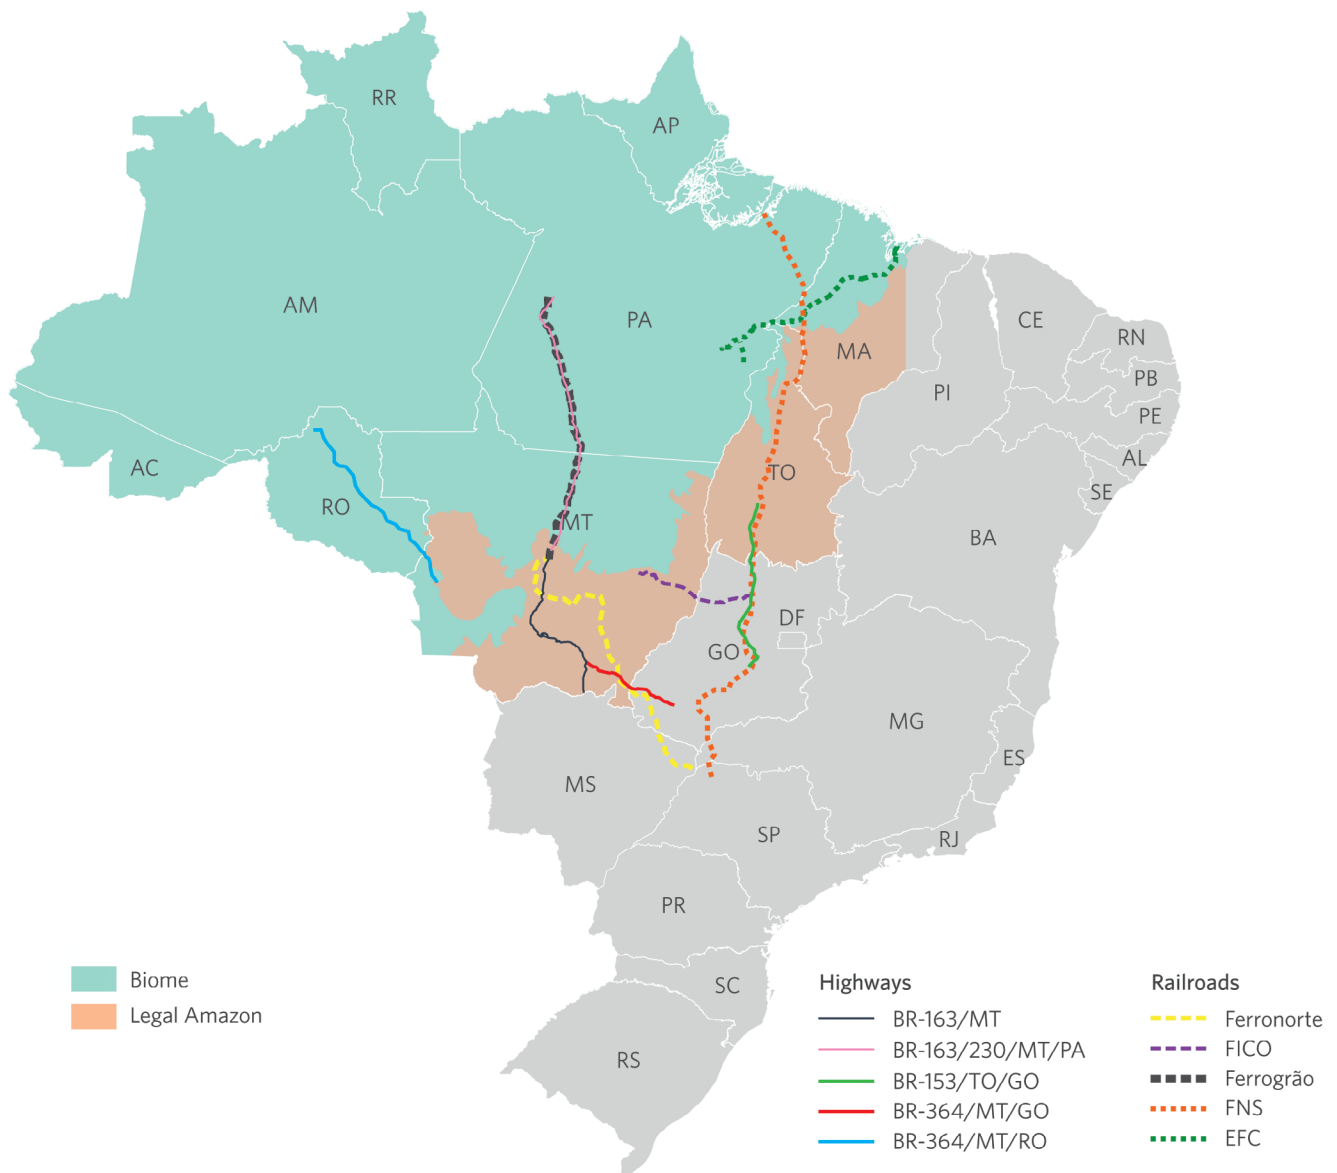 RR
AP
AM
PA
MA
CE
RN
PB
PE
PI
AL
SE
AC
RO
MT
TO
BA
DF
GO
MG
ES
MS
SP
RJ
PR
SC
RS
Biome
Legal Amazon
Highways
BR-163/MT
BR-163/230/MT/PA
BR-153/TO/GO
BR-364/MT/GO
BR-364/MT/RO
Railroads
Ferronorte
FICO
Ferrogrão
FNS
EFC